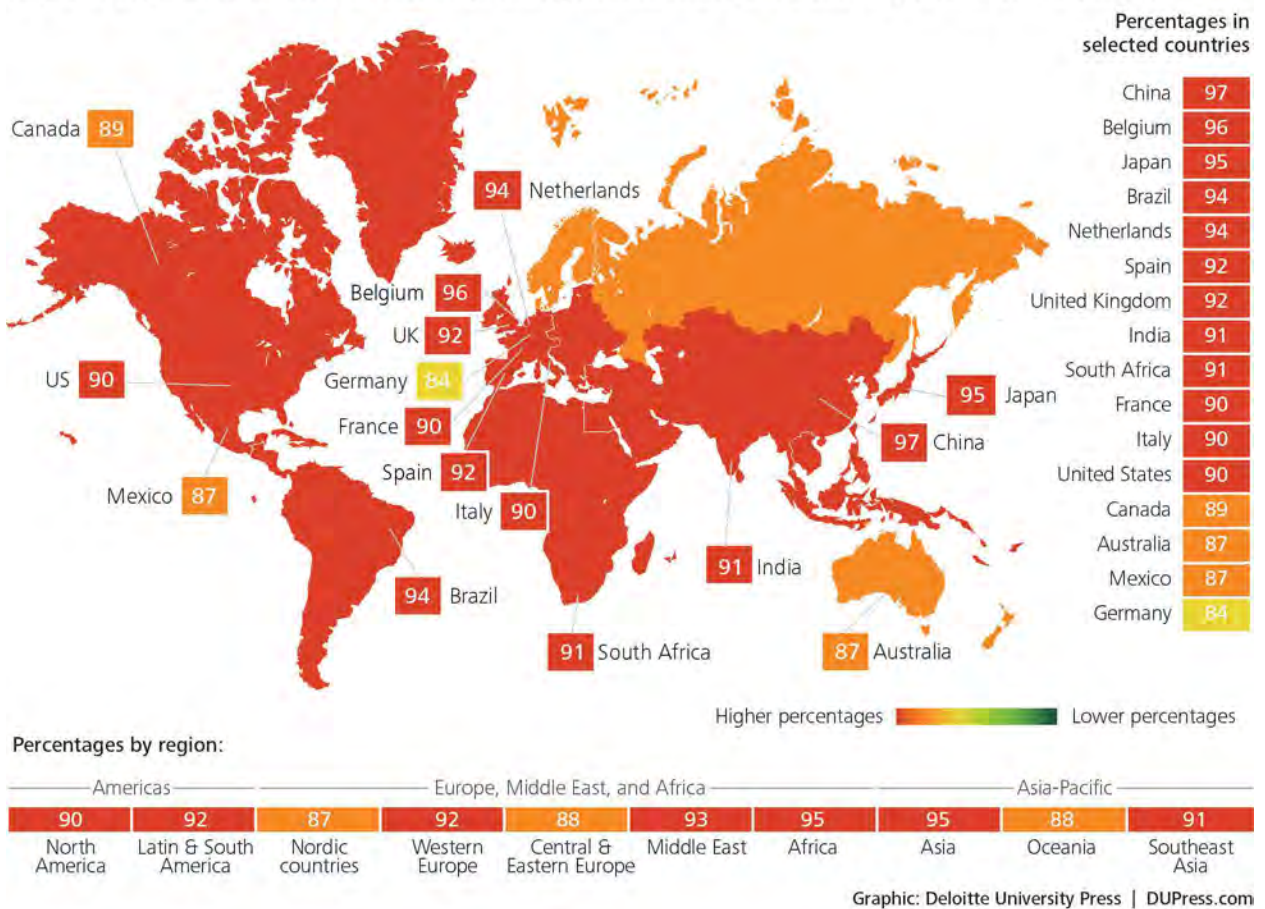 Percentages in
selected countries
China 97
Belgium 96
Japan 95
Brazil 94
Netherlands 94
Spain 92
United Kingdom 92
India 91
South Africa 91
France 90
Italy 90
United States 90
Canada 89
Australia 87
Mexico 87
Germany 84
Canada 89
94 Netherlands
Belgium 96
UK 92
US 90
Germany 84
95 Japan
France 90
97 China
Spain 92
Mexico 87
Italy 90
91 India
94 Brazil
91 South Africa
87 Australia
Higher percentages Lower percentages
Percentages by region:
Americas Europe, Middle East, and Africa Asia-Pacific
90 92 87 92 88 93 95 95 88 91
North Latin & South Nordic Western Central & Middle East Africa Asia Oceania Southeast
America America countries Europe Eastern Europe Asia
Graphic: Deloitte University Press | DUPress.com